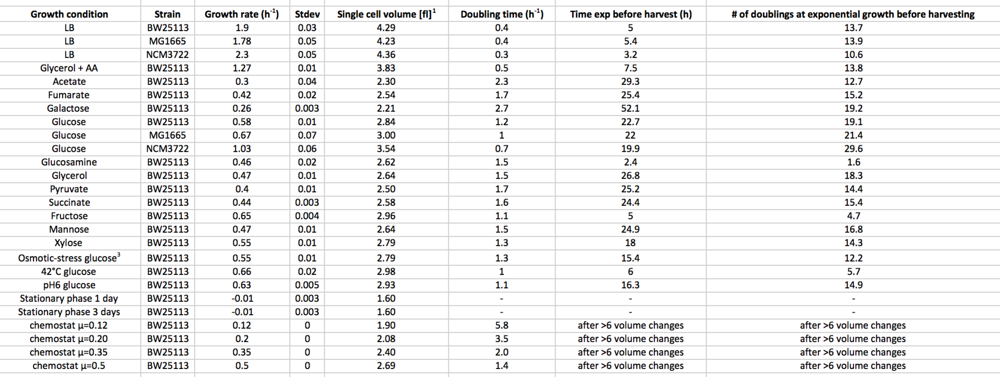 Growth condition Strain Growth rate (h⁻¹) Stdev Single cell volume [fl]¹ Doubling time (h⁻¹) Time exp before harvest (h) # of doublings at exponential growth before harvesting
LB BW25113 1.9 0.03 4.29 0.4 5 13.7
LB MG1665 1.78 0.05 4.23 0.4 5.4 13.9
LB NCM3722 2.3 0.05 4.36 0.3 3.2 10.6
Glycerol + AA BW25113 1.27 0.01 3.83 0.5 7.5 13.8
Acetate BW25113 0.3 0.04 2.30 2.3 29.3 12.7
Fumarate BW25113 0.42 0.02 2.54 1.7 25.4 15.2
Galactose BW25113 0.26 0.003 2.21 2.7 52.1 19.2
Glucose BW25113 0.58 0.01 2.84 1.2 22.7 19.1
Glucose MG1665 0.67 0.07 3.00 1 22 21.4
Glucose NCM3722 1.03 0.06 3.54 0.7 19.9 29.6
Glucosamine BW25113 0.46 0.02 2.62 1.5 2.4 1.6
Glycerol BW25113 0.47 0.01 2.64 1.5 26.8 18.3
Pyruvate BW25113 0.4 0.01 2.50 1.7 25.2 14.4
Succinate BW25113 0.44 0.003 2.58 1.6 24.4 15.4
Fructose BW25113 0.65 0.004 2.96 1.1 5 4.7
Mannose BW25113 0.47 0.01 2.64 1.5 24.9 16.8
Xylose BW25113 0.55 0.01 2.79 1.3 18 14.3
Osmotic-stress glucose³ BW25113 0.55 0.01 2.79 1.3 15.4 12.2
42°C glucose BW25113 0.66 0.02 2.98 1 6 5.7
pH6 glucose BW25113 0.63 0.005 2.93 1.1 16.3 14.9
Stationary phase 1 day BW25113 -0.01 0.003 1.60 - - -
Stationary phase 3 days BW25113 -0.01 0.003 1.60 - - -
chemostat µ=0.12 BW25113 0.12 0 1.90 5.8 after >6 volume changes after >6 volume changes
chemostat µ=0.20 BW25113 0.2 0 2.08 3.5 after >6 volume changes after >6 volume changes
chemostat µ=0.35 BW25113 0.35 0 2.40 2.0 after >6 volume changes after >6 volume changes
chemostat µ=0.5 BW25113 0.5 0 2.69 1.4 after >6 volume changes after >6 volume changes